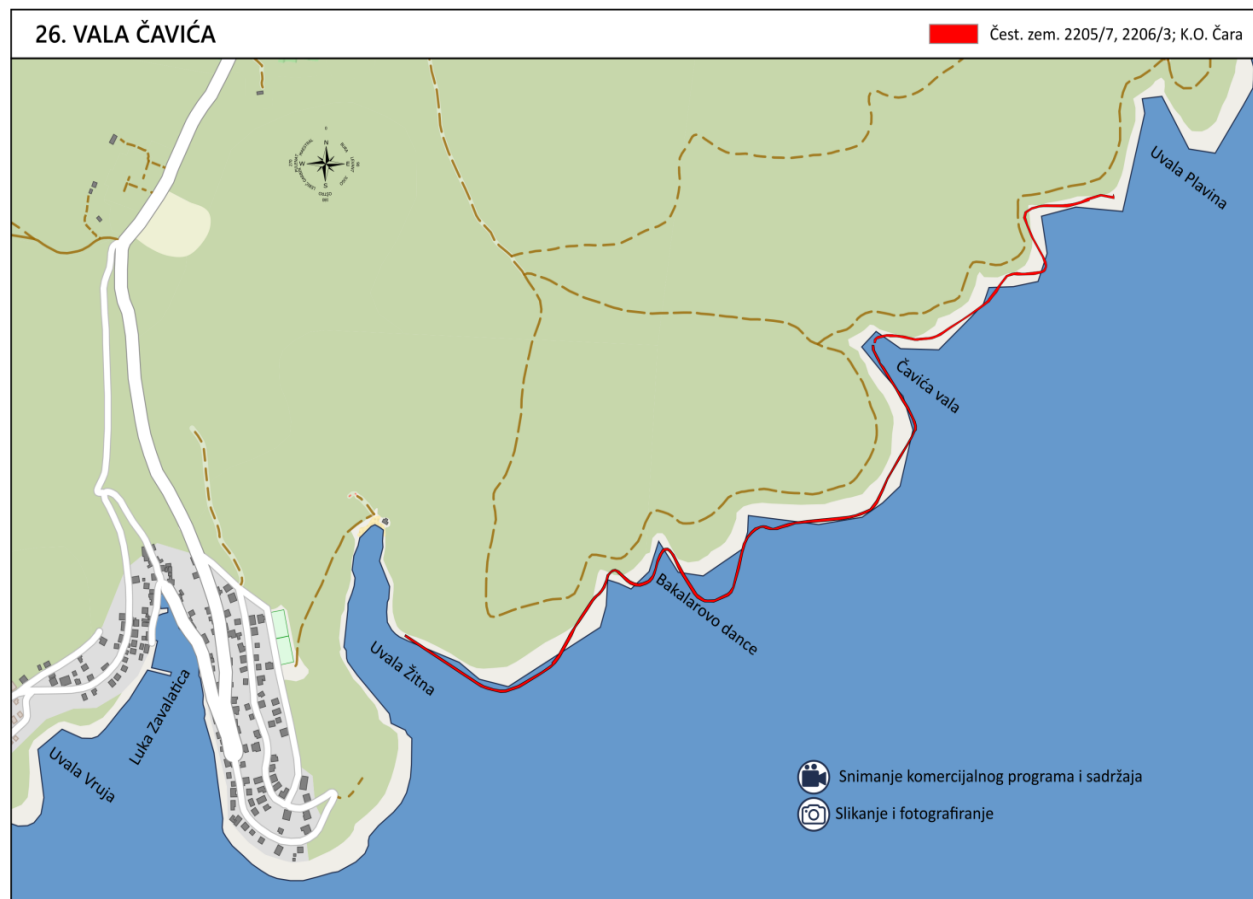 26. VALA ČAVIĆA
Čest. zem. 2205/7, 2206/3; K.O. Čara
N
W
E
S
Uvala Plavina
Čavića vala
Bakalarovo dance
Uvala Žitna
Luka Zavalatica
Uvala Vruja
Snimanje komercijalnog programa i sadržaja
Slikanje i fotografiranje